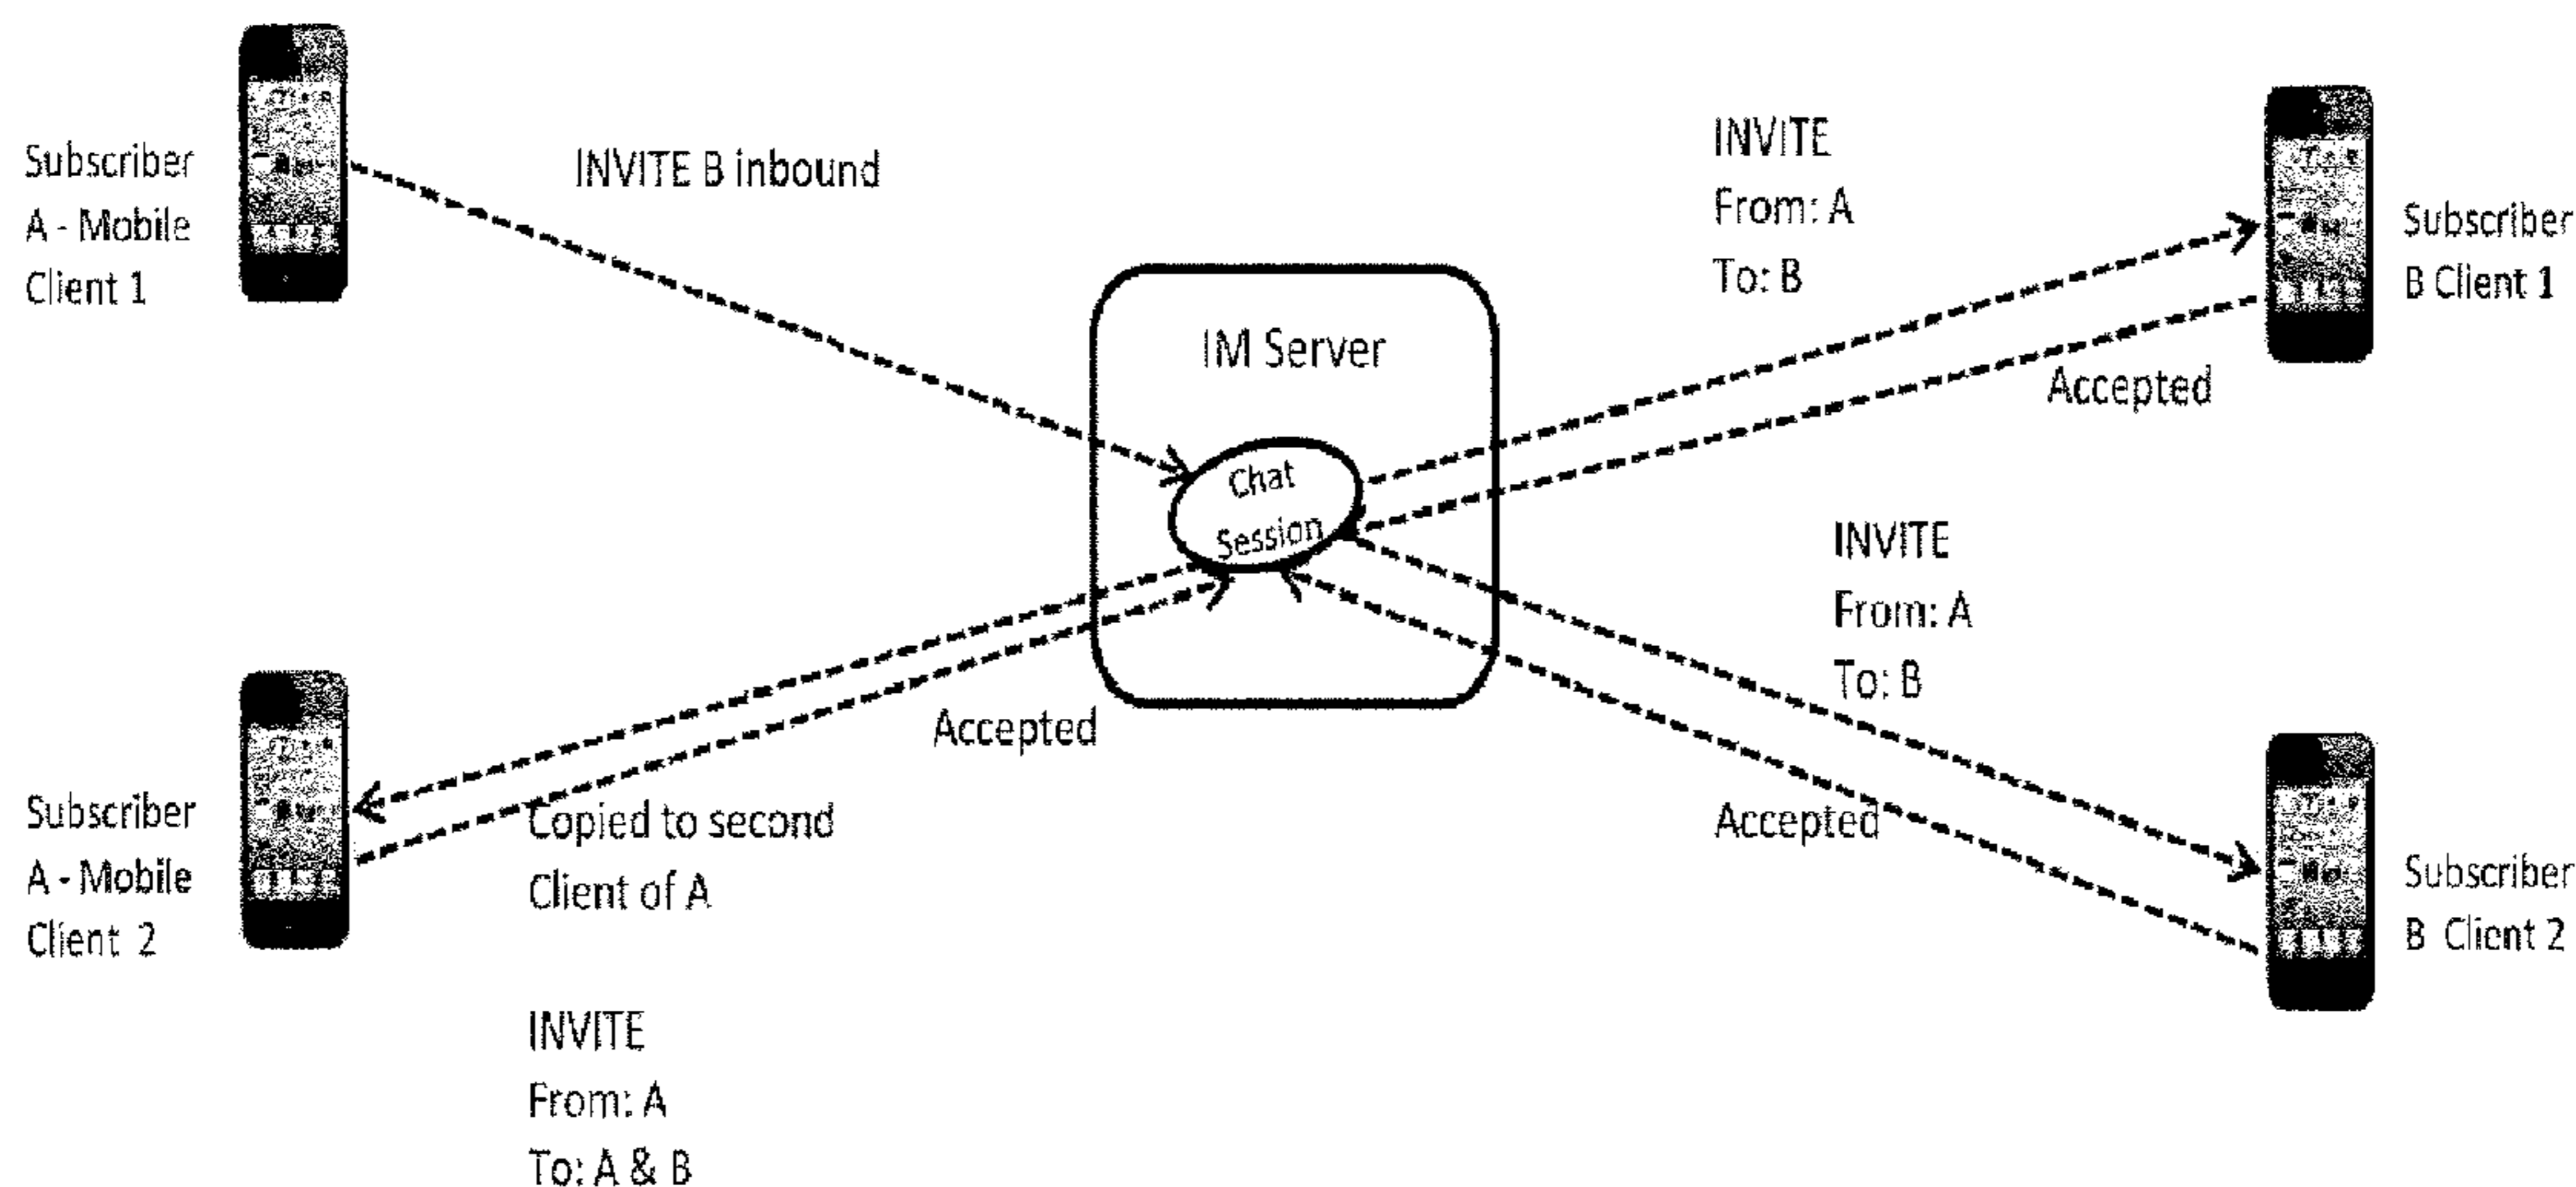 Subscriber
A - Mobile
Client 1
INVITE B inbound
INVITE
From: A
To: B
Subscriber
B Client 1
IM Server
Accepted
Chat
Session
INVITE
From: A
To: B
Accepted
Subscriber
A - Mobile
Client 2
Copied to second
Client of A
Accepted
Subscriber
B Client 2
INVITE
From: A
To: A & B